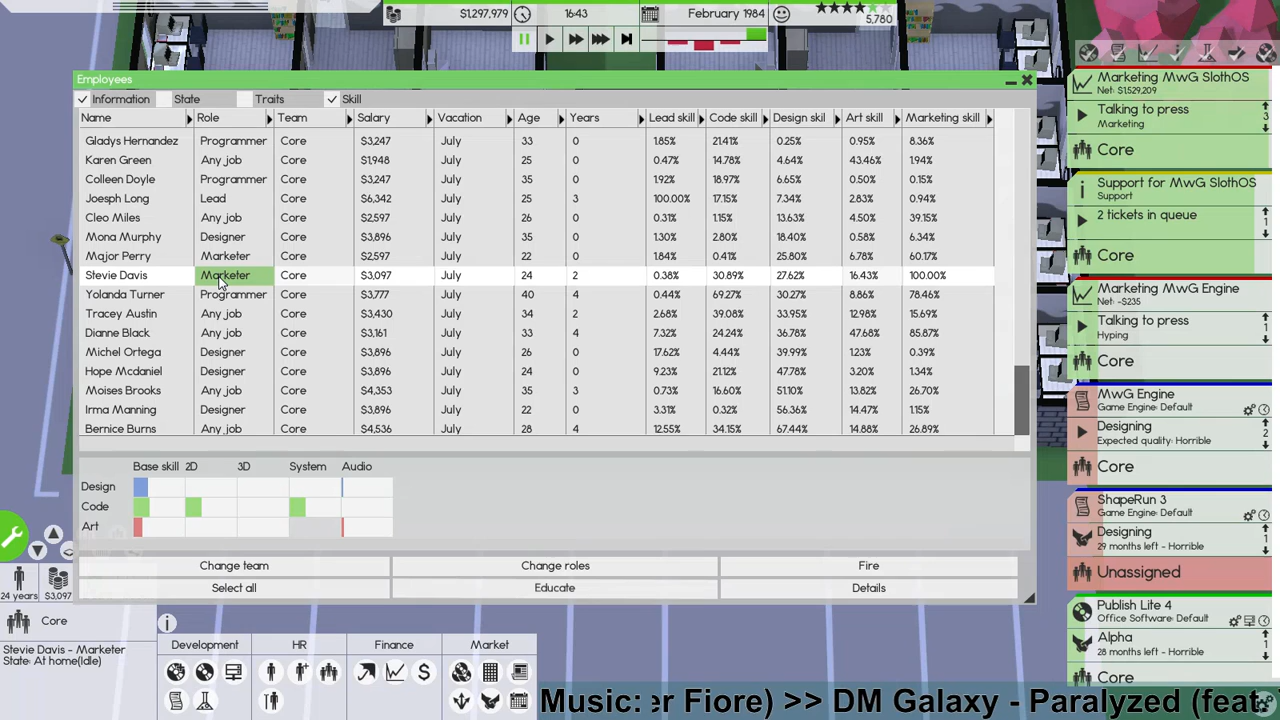 $1,297,979
16:43
February 1984
5,780
Employees
Information State Traits Skill
Name Role Team Salary Vacation Age Years Lead skill Code skill Design skil Art skill Marketing skill
Gladys Hernandez Programmer Core $3,247 July 33 0 1.85% 21.41% 0.25% 0.95% 8.36%
Karen Green Any job Core $1,948 July 25 0 0.47% 14.78% 4.64% 43.46% 1.94%
Colleen Doyle Programmer Core $3,247 July 35 0 1.92% 18.97% 6.65% 0.50% 0.15%
Joesph Long Lead Core $6,342 July 25 3 100.00% 17.15% 7.34% 2.83% 0.94%
Cleo Miles Any job Core $2,597 July 26 0 0.31% 1.15% 13.63% 4.50% 39.15%
Mona Murphy Designer Core $3,896 July 35 0 1.30% 2.80% 18.40% 0.58% 6.34%
Major Perry Marketer Core $2,597 July 22 0 1.84% 0.41% 25.80% 6.78% 60.17%
Stevie Davis Marketer Core $3,097 July 24 2 0.38% 30.89% 27.62% 16.43% 100.00%
Yolanda Turner Programmer Core $3,777 July 40 4 0.44% 69.27% 30.27% 8.86% 78.46%
Tracey Austin Any job Core $3,430 July 34 2 2.68% 39.08% 33.95% 12.98% 15.69%
Dianne Black Any job Core $3,161 July 33 4 7.32% 24.24% 36.78% 47.68% 85.87%
Michel Ortega Designer Core $3,896 July 26 0 17.62% 4.44% 39.99% 1.23% 0.39%
Hope Mcdaniel Designer Core $3,896 July 24 0 9.23% 21.12% 47.78% 3.20% 1.34%
Moises Brooks Any job Core $4,353 July 35 3 0.73% 16.60% 51.10% 13.82% 26.70%
Irma Manning Designer Core $3,896 July 22 0 3.31% 0.32% 56.36% 14.47% 1.15%
Bernice Burns Any job Core $4,536 July 28 4 12.55% 34.15% 67.44% 14.88% 26.89%
Base skill 2D 3D System Audio
Design
Code
Art
Change team Change roles Fire
Select all Educate Details
Marketing MwG SlothOS
Net: $1,529,209
Talking to press
Marketing
3
Core
Support for MwG SlothOS
Support
2 tickets in queue
1
Core
Marketing MwG Engine
Net: -$235
Talking to press
Hyping
1
Core
MwG Engine
Game Engine: Default
Designing
Expected quality: Horrible
2
Core
ShapeRun 3
Game Engine: Default
Designing
29 months left - Horrible
1
Unassigned
Publish Lite 4
Office Software: Default
Alpha
28 months left - Horrible
1
Core
24 years $3,097
Core
Stevie Davis - Marketer
State: At home(Idle)
Development HR Finance Market
Music: er Fiore) >> DM Galaxy - Paralyzed (feat.